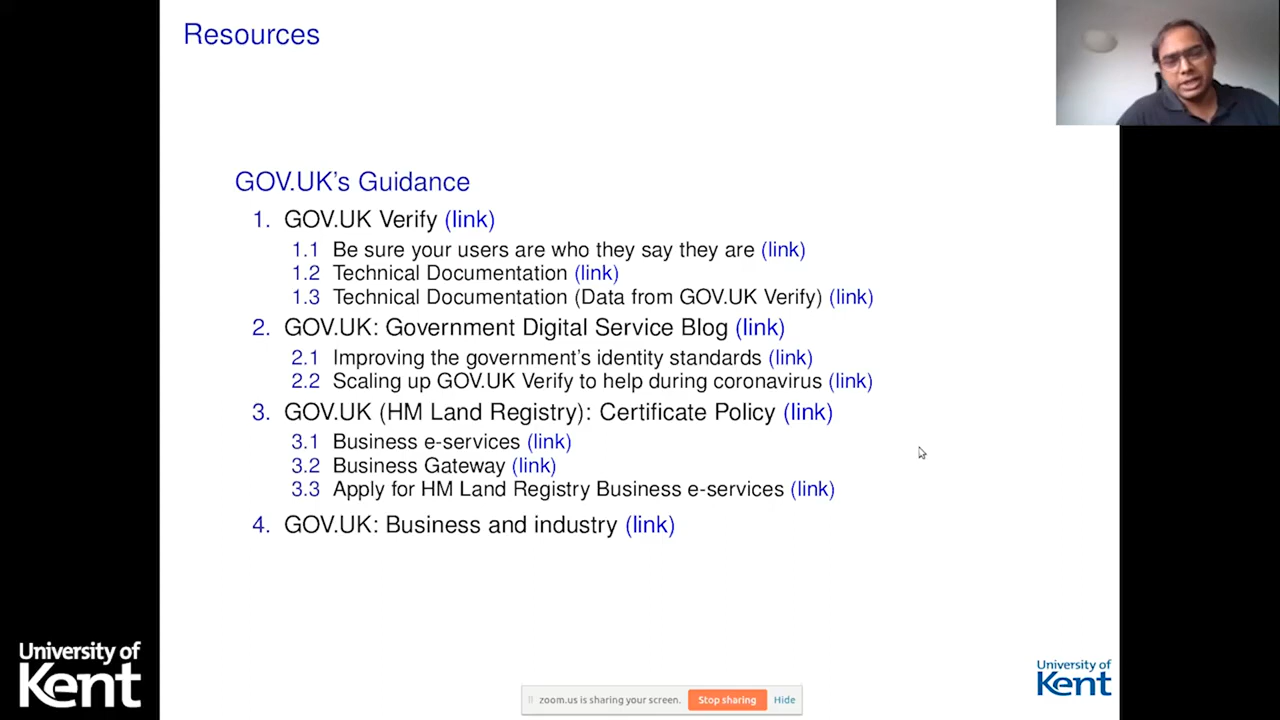 Resources
GOV.UK's Guidance
1. GOV.UK Verify (link)
1.1 Be sure your users are who they say they are (link)
1.2 Technical Documentation (link)
1.3 Technical Documentation (Data from GOV.UK Verify) (link)
2. GOV.UK: Government Digital Service Blog (link)
2.1 Improving the government's identity standards (link)
2.2 Scaling up GOV.UK Verify to help during coronavirus (link)
3. GOV.UK (HM Land Registry): Certificate Policy (link)
3.1 Business e-services (link)
3.2 Business Gateway (link)
3.3 Apply for HM Land Registry Business e-services (link)
4. GOV.UK: Business and industry (link)
University of
Kent
University of
Kent
zoom.us is sharing your screen. Stop sharing Hide